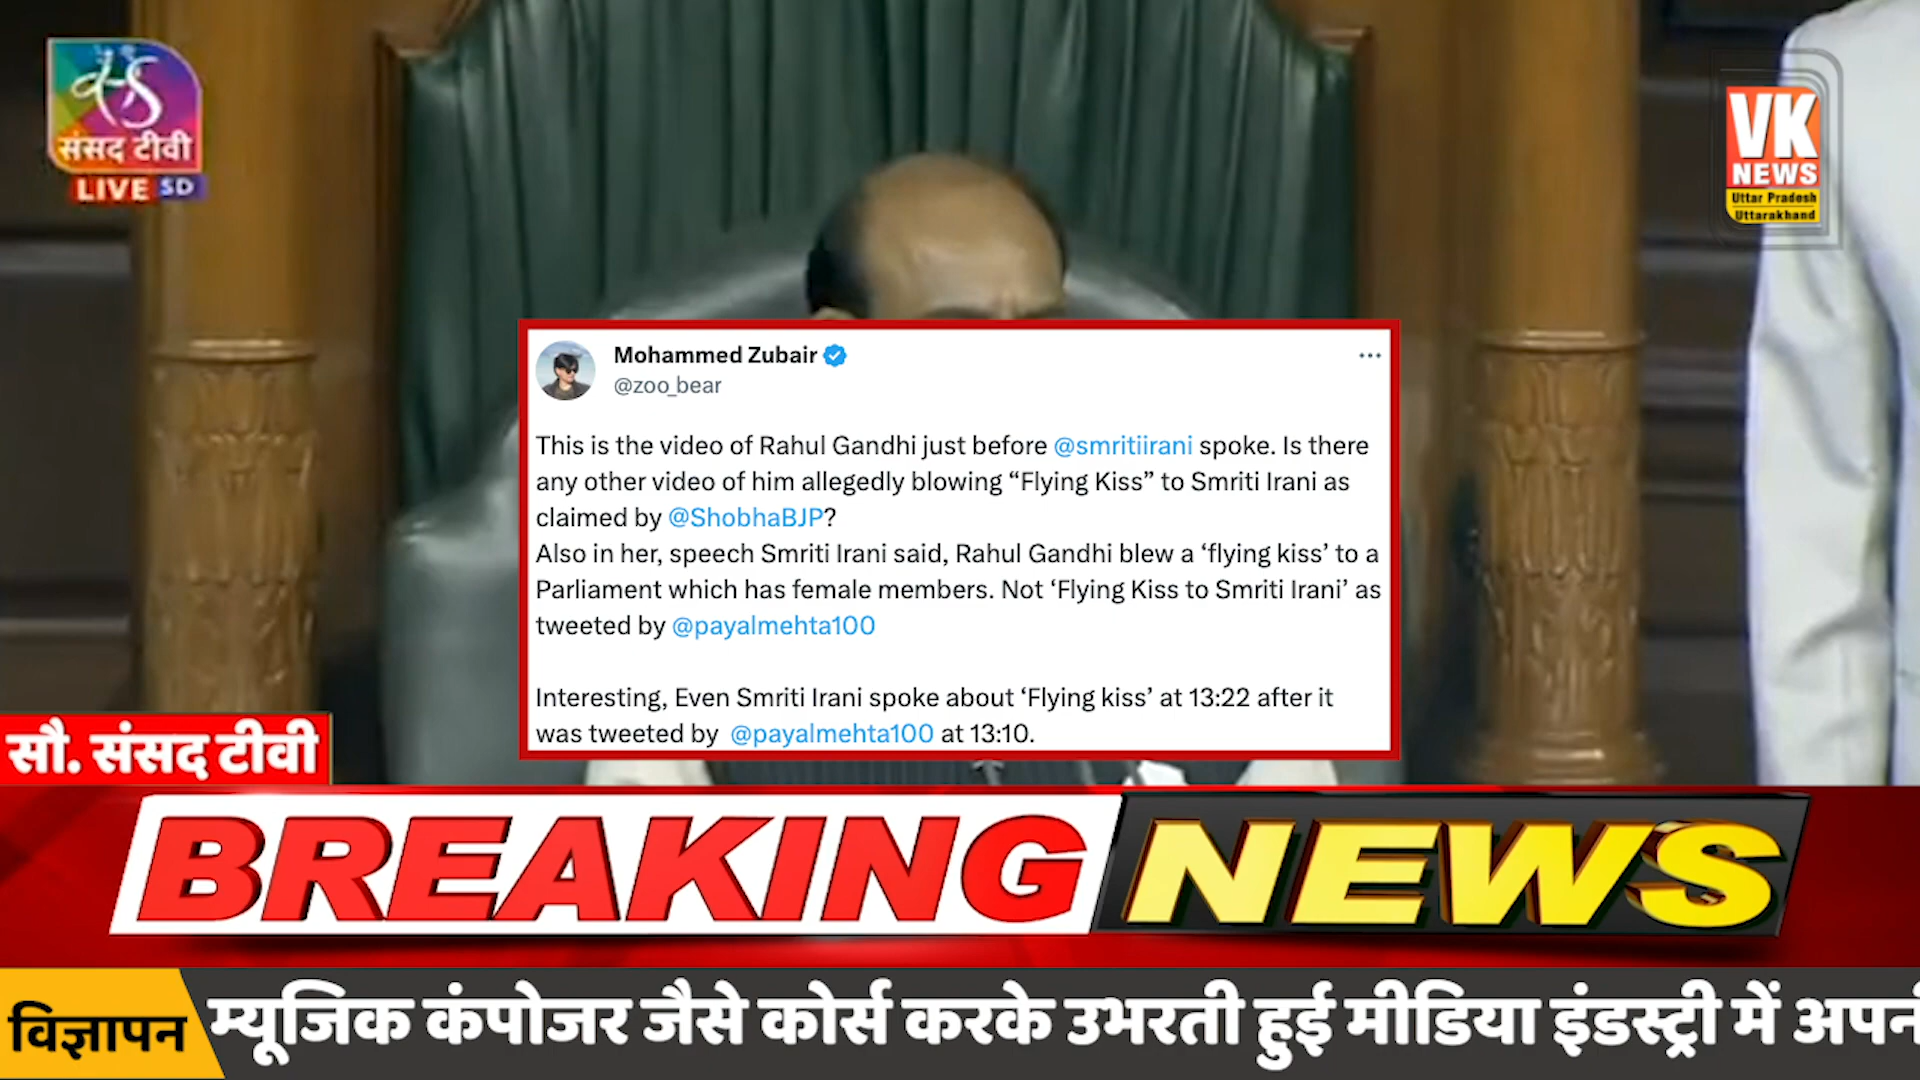 संसद टीवी
LIVE SD
VK
NEWS
Uttar Pradesh
Uttarakhand
Mohammed Zubair
@zoo_bear
This is the video of Rahul Gandhi just before @smritiirani spoke. Is there
any other video of him allegedly blowing “Flying Kiss” to Smriti Irani as
claimed by @ShobhaBJP?
Also in her, speech Smriti Irani said, Rahul Gandhi blew a ‘flying kiss’ to a
Parliament which has female members. Not ‘Flying Kiss to Smriti Irani’ as
tweeted by @payalmehta100
Interesting, Even Smriti Irani spoke about ‘Flying kiss’ at 13:22 after it
was tweeted by @payalmehta100 at 13:10.
सौ. संसद टीवी
BREAKING NEWS
विज्ञापन
म्यूजिक कंपोजर जैसे कोर्स करके उभरती हुई मीडिया इंडस्ट्री में